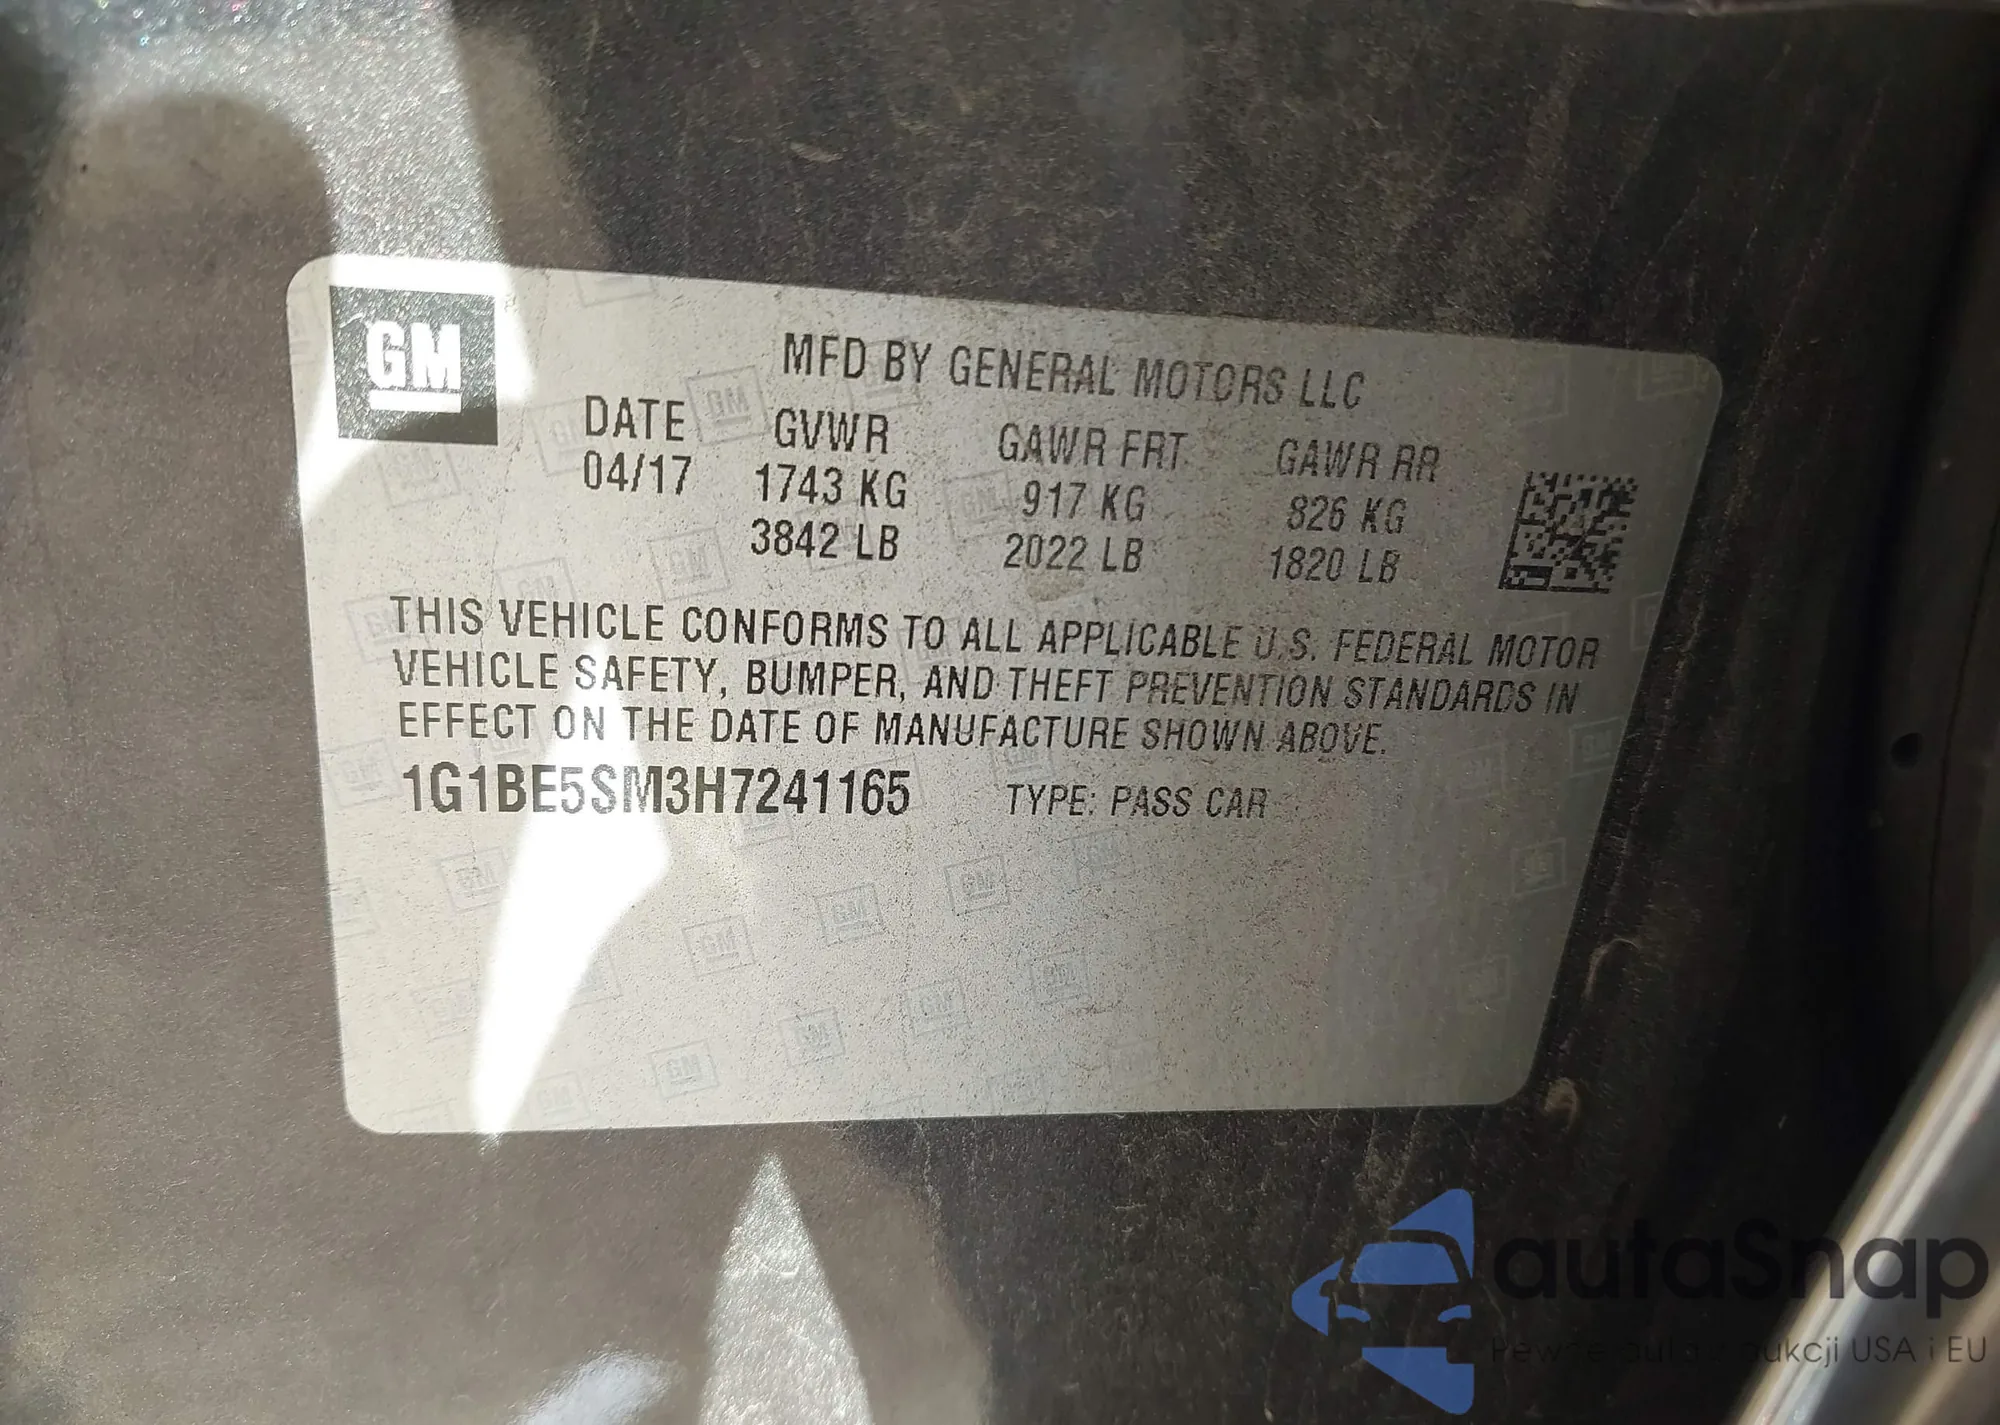 GM
MFD BY GENERAL MOTORS LLC
DATE GVWR GAWR FRT GAWR RR
04/17 1743 KG 917 KG 826 KG
3842 LB 2022 LB 1820 LB
THIS VEHICLE CONFORMS TO ALL APPLICABLE U.S. FEDERAL MOTOR
VEHICLE SAFETY, BUMPER, AND THEFT PREVENTION STANDARDS IN
EFFECT ON THE DATE OF MANUFACTURE SHOWN ABOVE.
1G1BE5SM3H7241165 TYPE: PASS CAR
autaSnap
USA i EU